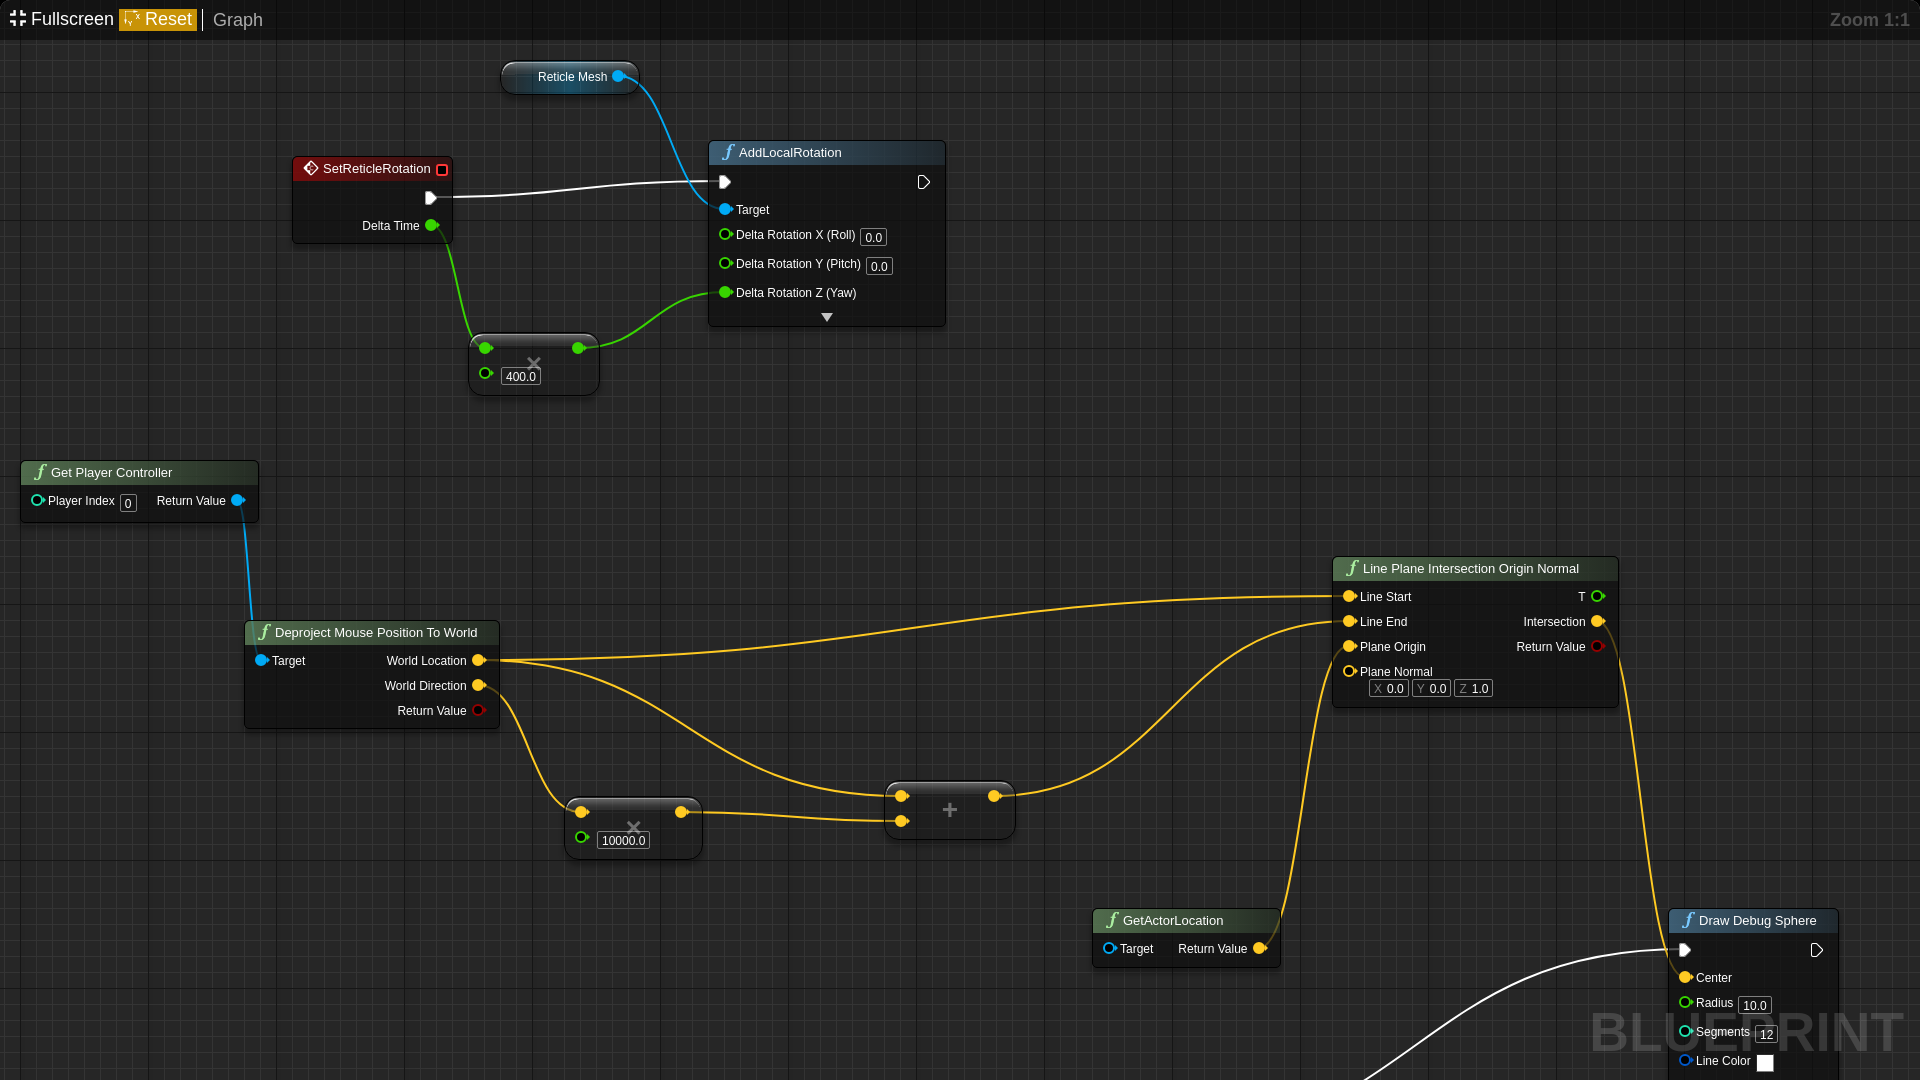 Fullscreen Reset Graph Zoom 1:1
Reticle Mesh
SetReticleRotation
Delta Time
AddLocalRotation
Target
Delta Rotation X (Roll) 0.0
Delta Rotation Y (Pitch) 0.0
Delta Rotation Z (Yaw)
×
400.0
Get Player Controller
Player Index 0 Return Value
Deproject Mouse Position To World
Target World Location
World Direction
Return Value
Line Plane Intersection Origin Normal
Line Start T
Line End Intersection
Plane Origin Return Value
Plane Normal
X 0.0 Y 0.0 Z 1.0
×
10000.0
+
GetActorLocation
Target Return Value
Draw Debug Sphere
Center
Radius 10.0
Segments 12
Line Color
BLUEPRINT